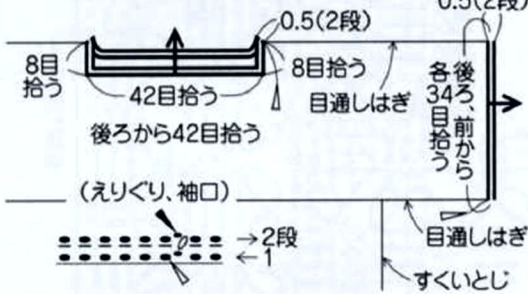 0.5(2段)
0.5(2段)
8目
拾う
42目拾う
8目拾う
目通しはぎ
後ろから42目拾う
後ろ、前から
各34目拾う
(えりぐり、袖口)
→2段
←1
目通しはぎ
すくいとじ